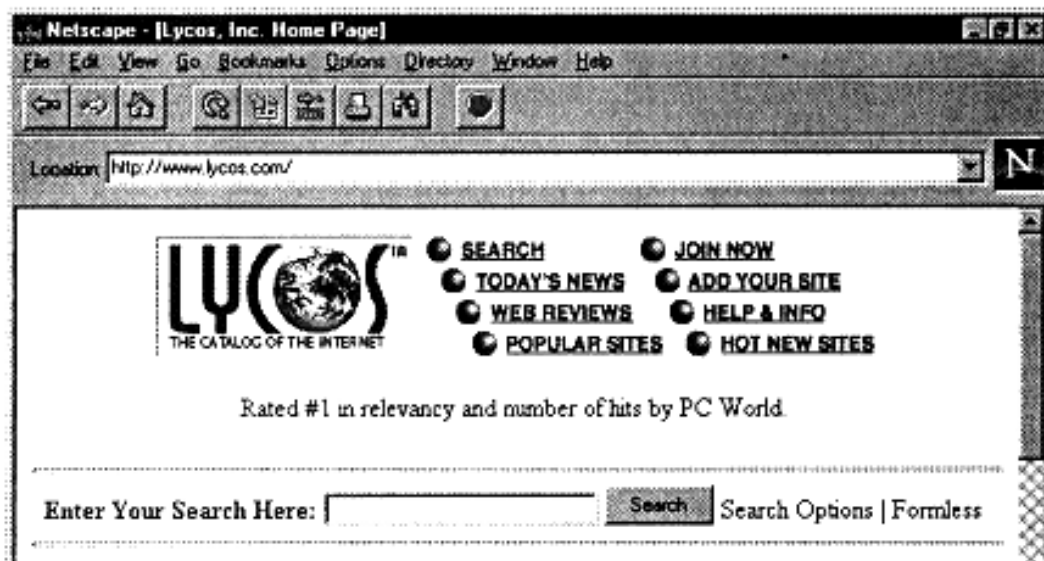 Netscape - [Lycos, Inc. Home Page]
File Edit View Go Bookmarks Options Directory Window Help
Location: http://www.lycos.com/ N
LYCOS TM
THE CATALOG OF THE INTERNET
SEARCH JOIN NOW
TODAY'S NEWS ADD YOUR SITE
WEB REVIEWS HELP & INFO
POPULAR SITES HOT NEW SITES
Rated #1 in relevancy and number of hits by PC World.
Enter Your Search Here: Search Search Options | Formless